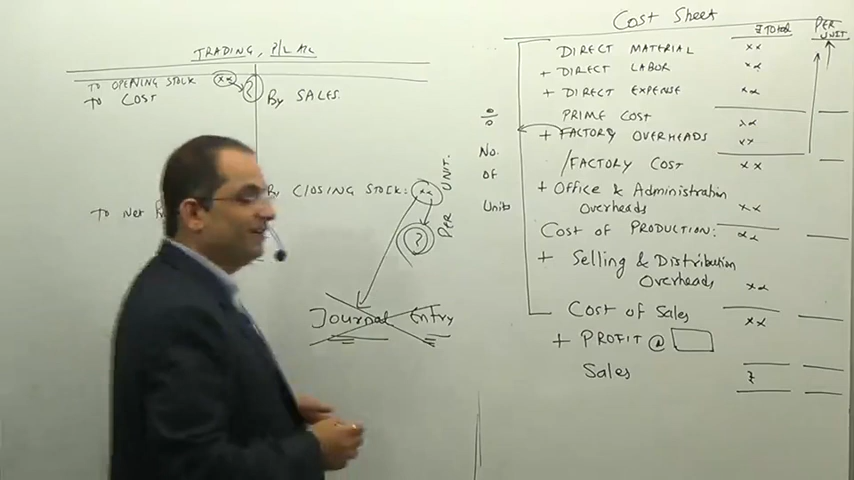 TRADING, P/L A/c
TO OPENING STOCK xx
TO COST ? By SALES.
By CLOSING STOCK: xx
TO Net
? PER UNIT.
Journal Entry
Cost Sheet
₹ TOTAL PER UNIT
DIRECT MATERIAL xx
+ DIRECT LABOR xx
+ DIRECT EXPENSE xx
PRIME COST xx
+ FACTORY OVERHEADS xx
FACTORY COST xx
+ Office & Administration
Overheads xx
Cost of PRODUCTION: xx
+ Selling & Distribution
Overheads xx
Cost of Sales xx
+ PROFIT @
Sales ₹
÷
No.
of
Units